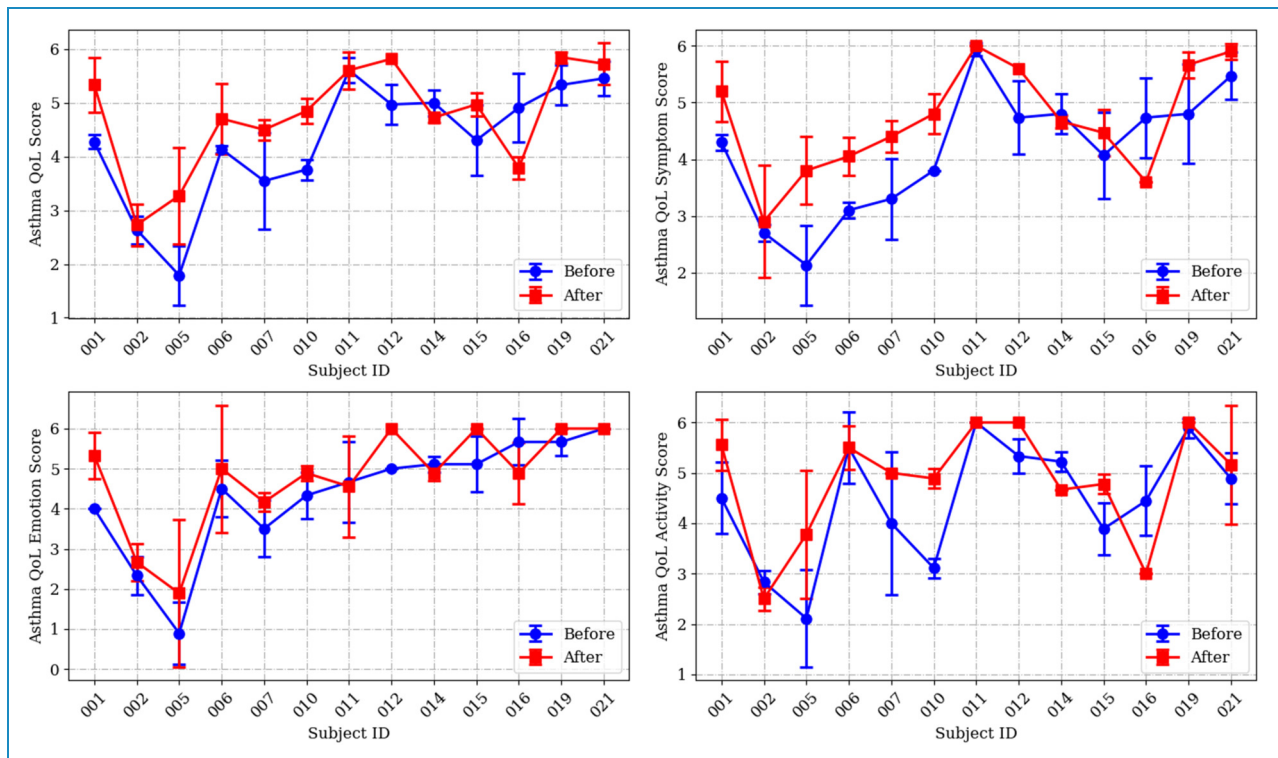 Asthma QoL Score
6
5
4
3
2
1
Before
After
001 002 005 006 007 010 011 012 014 015 016 019 021
Subject ID
Asthma QoL Symptom Score
6
5
4
3
2
Before
After
001 002 005 006 007 010 011 012 014 015 016 019 021
Subject ID
Asthma QoL Emotion Score
6
5
4
3
2
1
0
Before
After
001 002 005 006 007 010 011 012 014 015 016 019 021
Subject ID
Asthma QoL Activity Score
6
5
4
3
2
1
Before
After
001 002 005 006 007 010 011 012 014 015 016 019 021
Subject ID